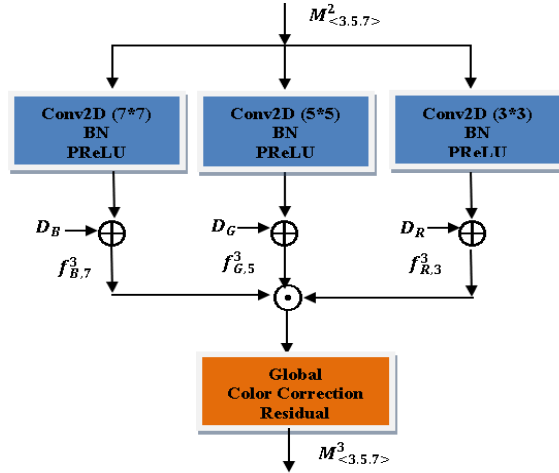 M²<3.5.7>
Conv2D (7*7)
BN
PReLU
Conv2D (5*5)
BN
PReLU
Conv2D (3*3)
BN
PReLU
D_B
D_G
D_R
f³B,7
f³G,5
f³R,3
Global
Color Correction
Residual
M³<3.5.7>